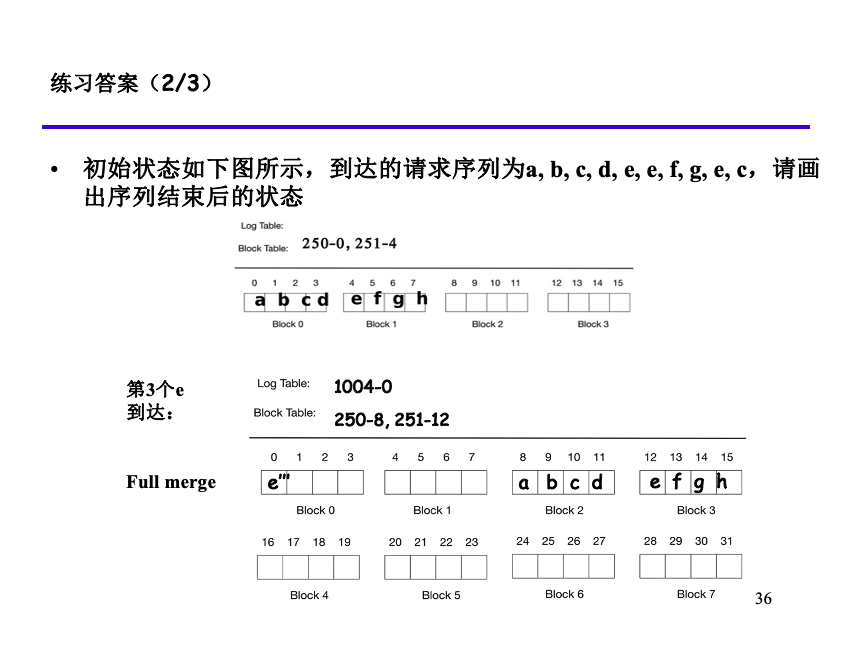 练习答案（2/3）
• 初始状态如下图所示，到达的请求序列为a, b, c, d, e, e, f, g, e, c，请画
出序列结束后的状态
Log Table:
Block Table: 250-0, 251-4
0 1 2 3 4 5 6 7 8 9 10 11 12 13 14 15
a b c d e f g h
Block 0 Block 1 Block 2 Block 3
第3个e
到达：
Log Table: 1004-0
Block Table: 250-8, 251-12
0 1 2 3 4 5 6 7 8 9 10 11 12 13 14 15
Full merge e''' a b c d e f g h
Block 0 Block 1 Block 2 Block 3
16 17 18 19 20 21 22 23 24 25 26 27 28 29 30 31
Block 4 Block 5 Block 6 Block 7
36